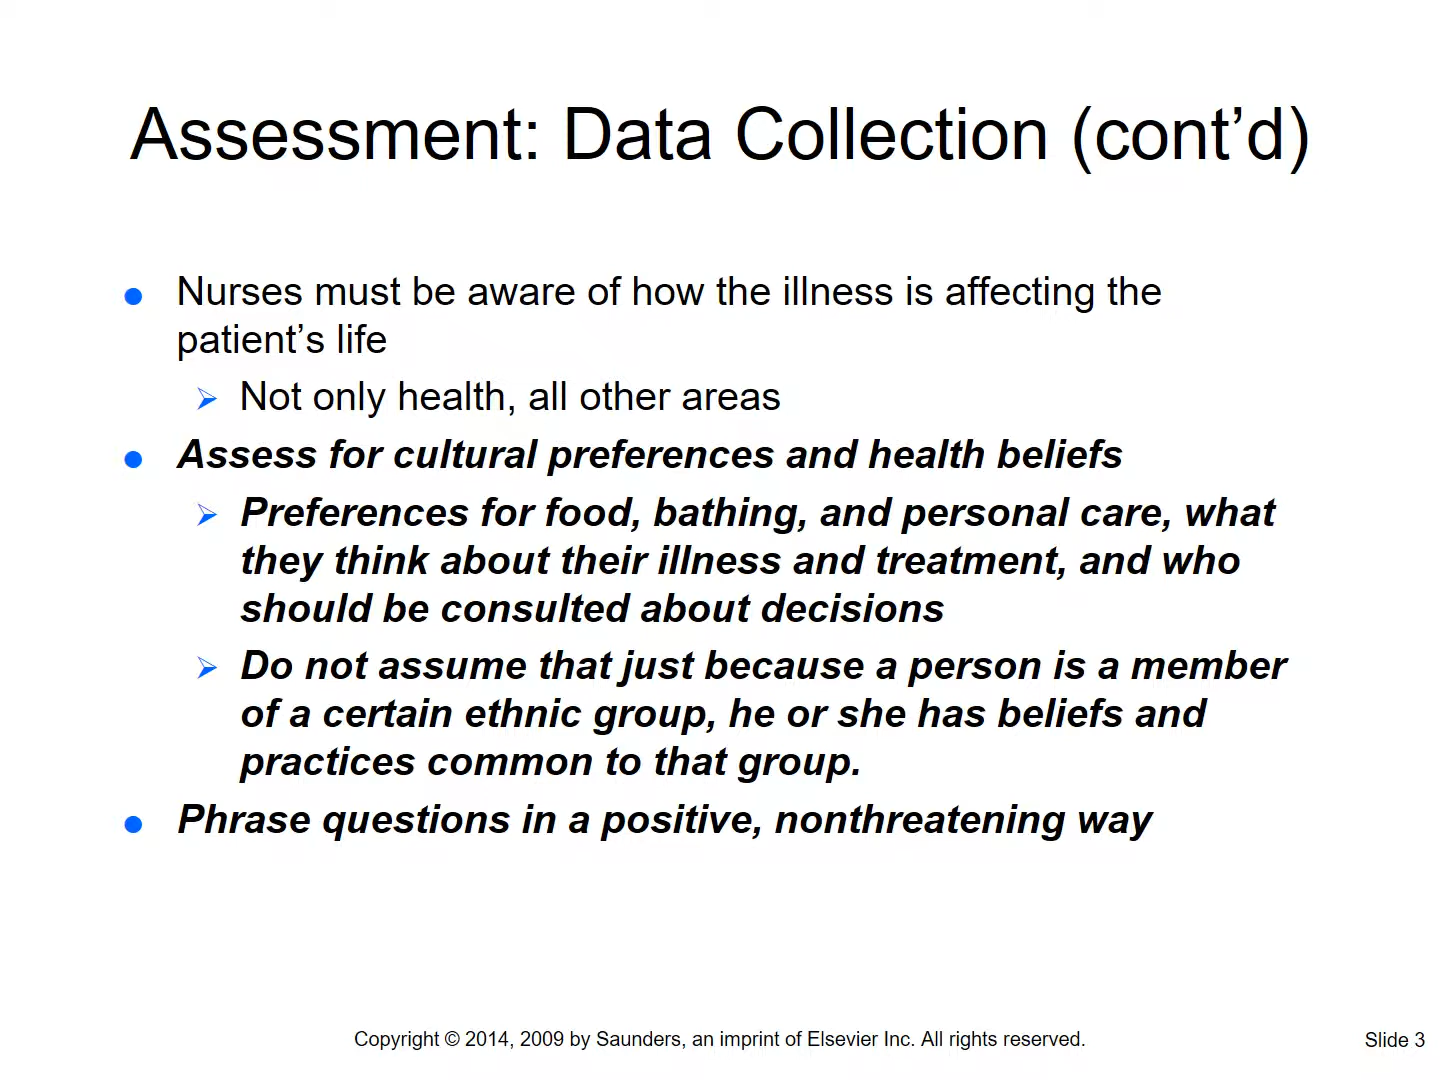 Assessment: Data Collection (cont’d)
Nurses must be aware of how the illness is affecting the
patient’s life
Not only health, all other areas
Assess for cultural preferences and health beliefs
Preferences for food, bathing, and personal care, what
they think about their illness and treatment, and who
should be consulted about decisions
Do not assume that just because a person is a member
of a certain ethnic group, he or she has beliefs and
practices common to that group.
Phrase questions in a positive, nonthreatening way
Copyright © 2014, 2009 by Saunders, an imprint of Elsevier Inc. All rights reserved.
Slide 3